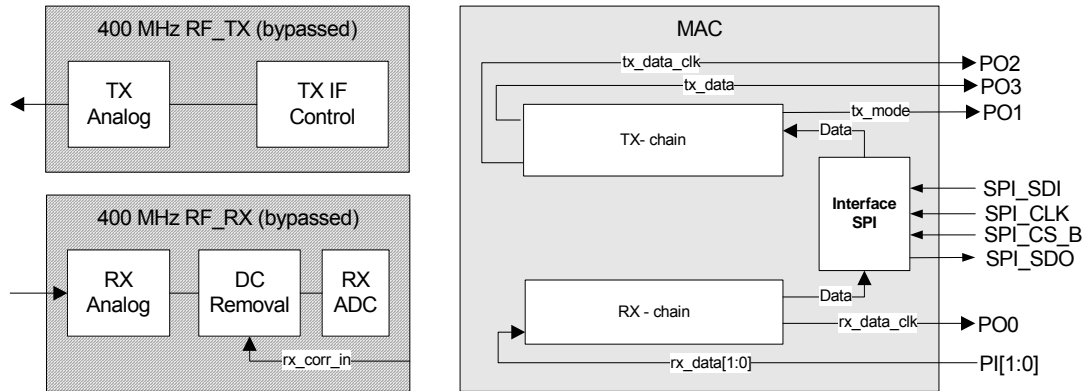 400 MHz RF_TX (bypassed)
TX
Analog
TX IF
Control
400 MHz RF_RX (bypassed)
RX
Analog
DC
Removal
RX
ADC
rx_corr_in
MAC
tx_data_clk
PO2
tx_data
PO3
tx_mode
PO1
TX- chain
Data
Interface
SPI
SPI_SDI
SPI_CLK
SPI_CS_B
SPI_SDO
RX - chain
Data
rx_data_clk
PO0
rx_data[1:0]
PI[1:0]